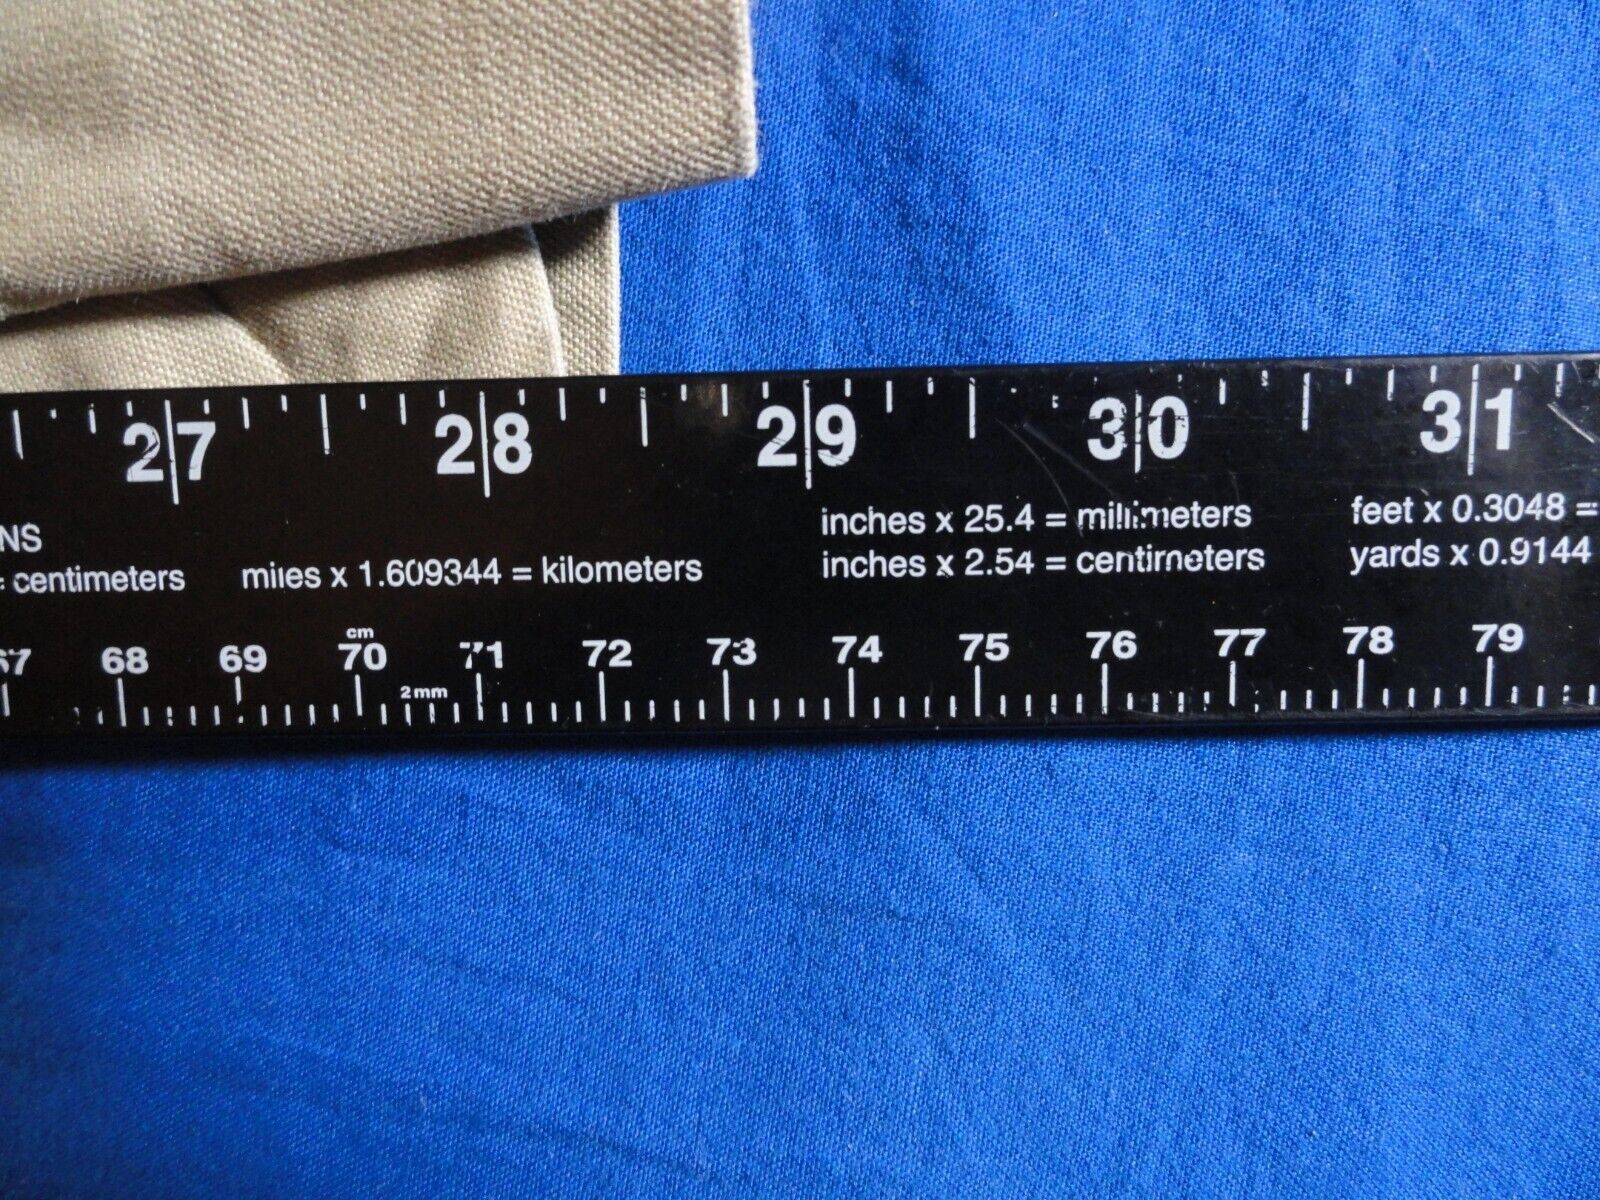 27 28 29 30 31
NS
= centimeters
miles x 1.609344 = kilometers
inches x 25.4 = millimeters
inches x 2.54 = centimeters
feet x 0.3048 =
yards x 0.9144
67 68 69 70 71 72 73 74 75 76 77 78 79
cm
2mm